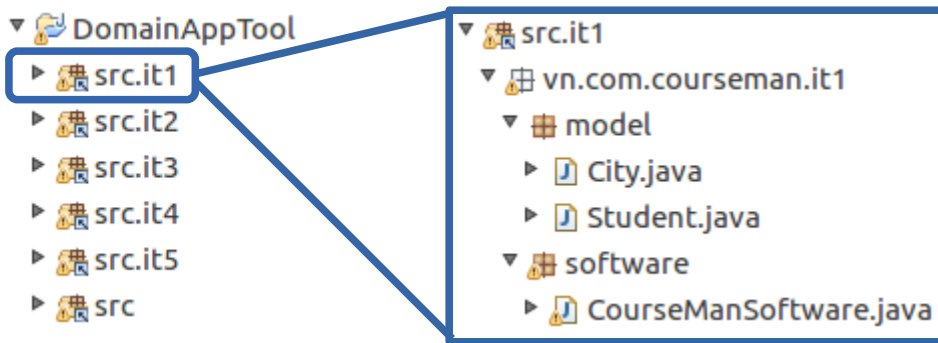 DomainAppTool
src.it1
src.it2
src.it3
src.it4
src.it5
src
src.it1
vn.com.courseman.it1
model
City.java
Student.java
software
CourseManSoftware.java